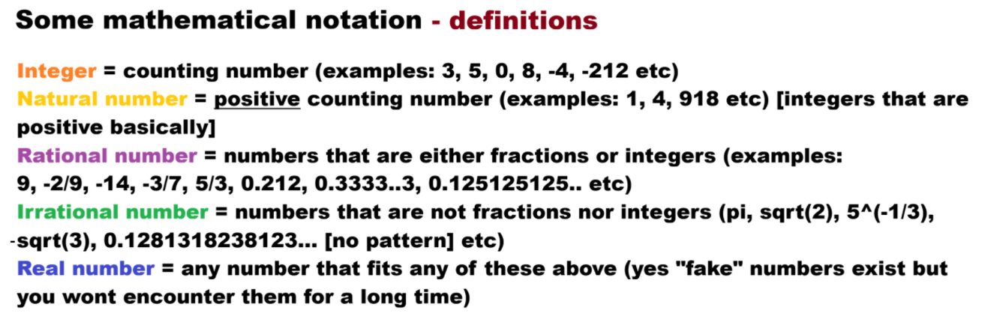 Some mathematical notation - definitions
Integer = counting number (examples: 3, 5, 0, 8, -4, -212 etc)
Natural number = positive counting number (examples: 1, 4, 918 etc) [integers that are
positive basically]
Rational number = numbers that are either fractions or integers (examples:
9, -2/9, -14, -3/7, 5/3, 0.212, 0.3333..3, 0.125125125.. etc)
Irrational number = numbers that are not fractions nor integers (pi, sqrt(2), 5^(-1/3),
-sqrt(3), 0.1281318238123... [no pattern] etc)
Real number = any number that fits any of these above (yes "fake" numbers exist but
you wont encounter them for a long time)